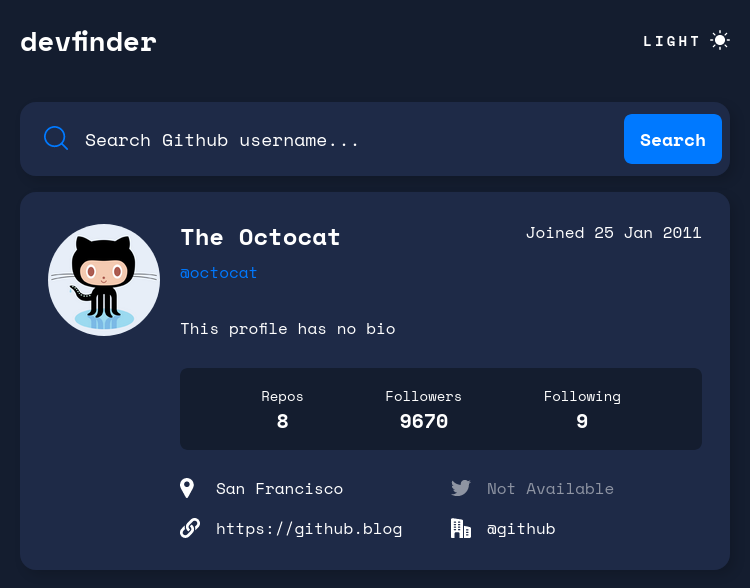 devfinder
LIGHT
Search Github username...
Search
The Octocat
Joined 25 Jan 2011
@octocat
This profile has no bio
Repos
Followers
Following
8
9670
9
San Francisco
Not Available
https://github.blog
@github